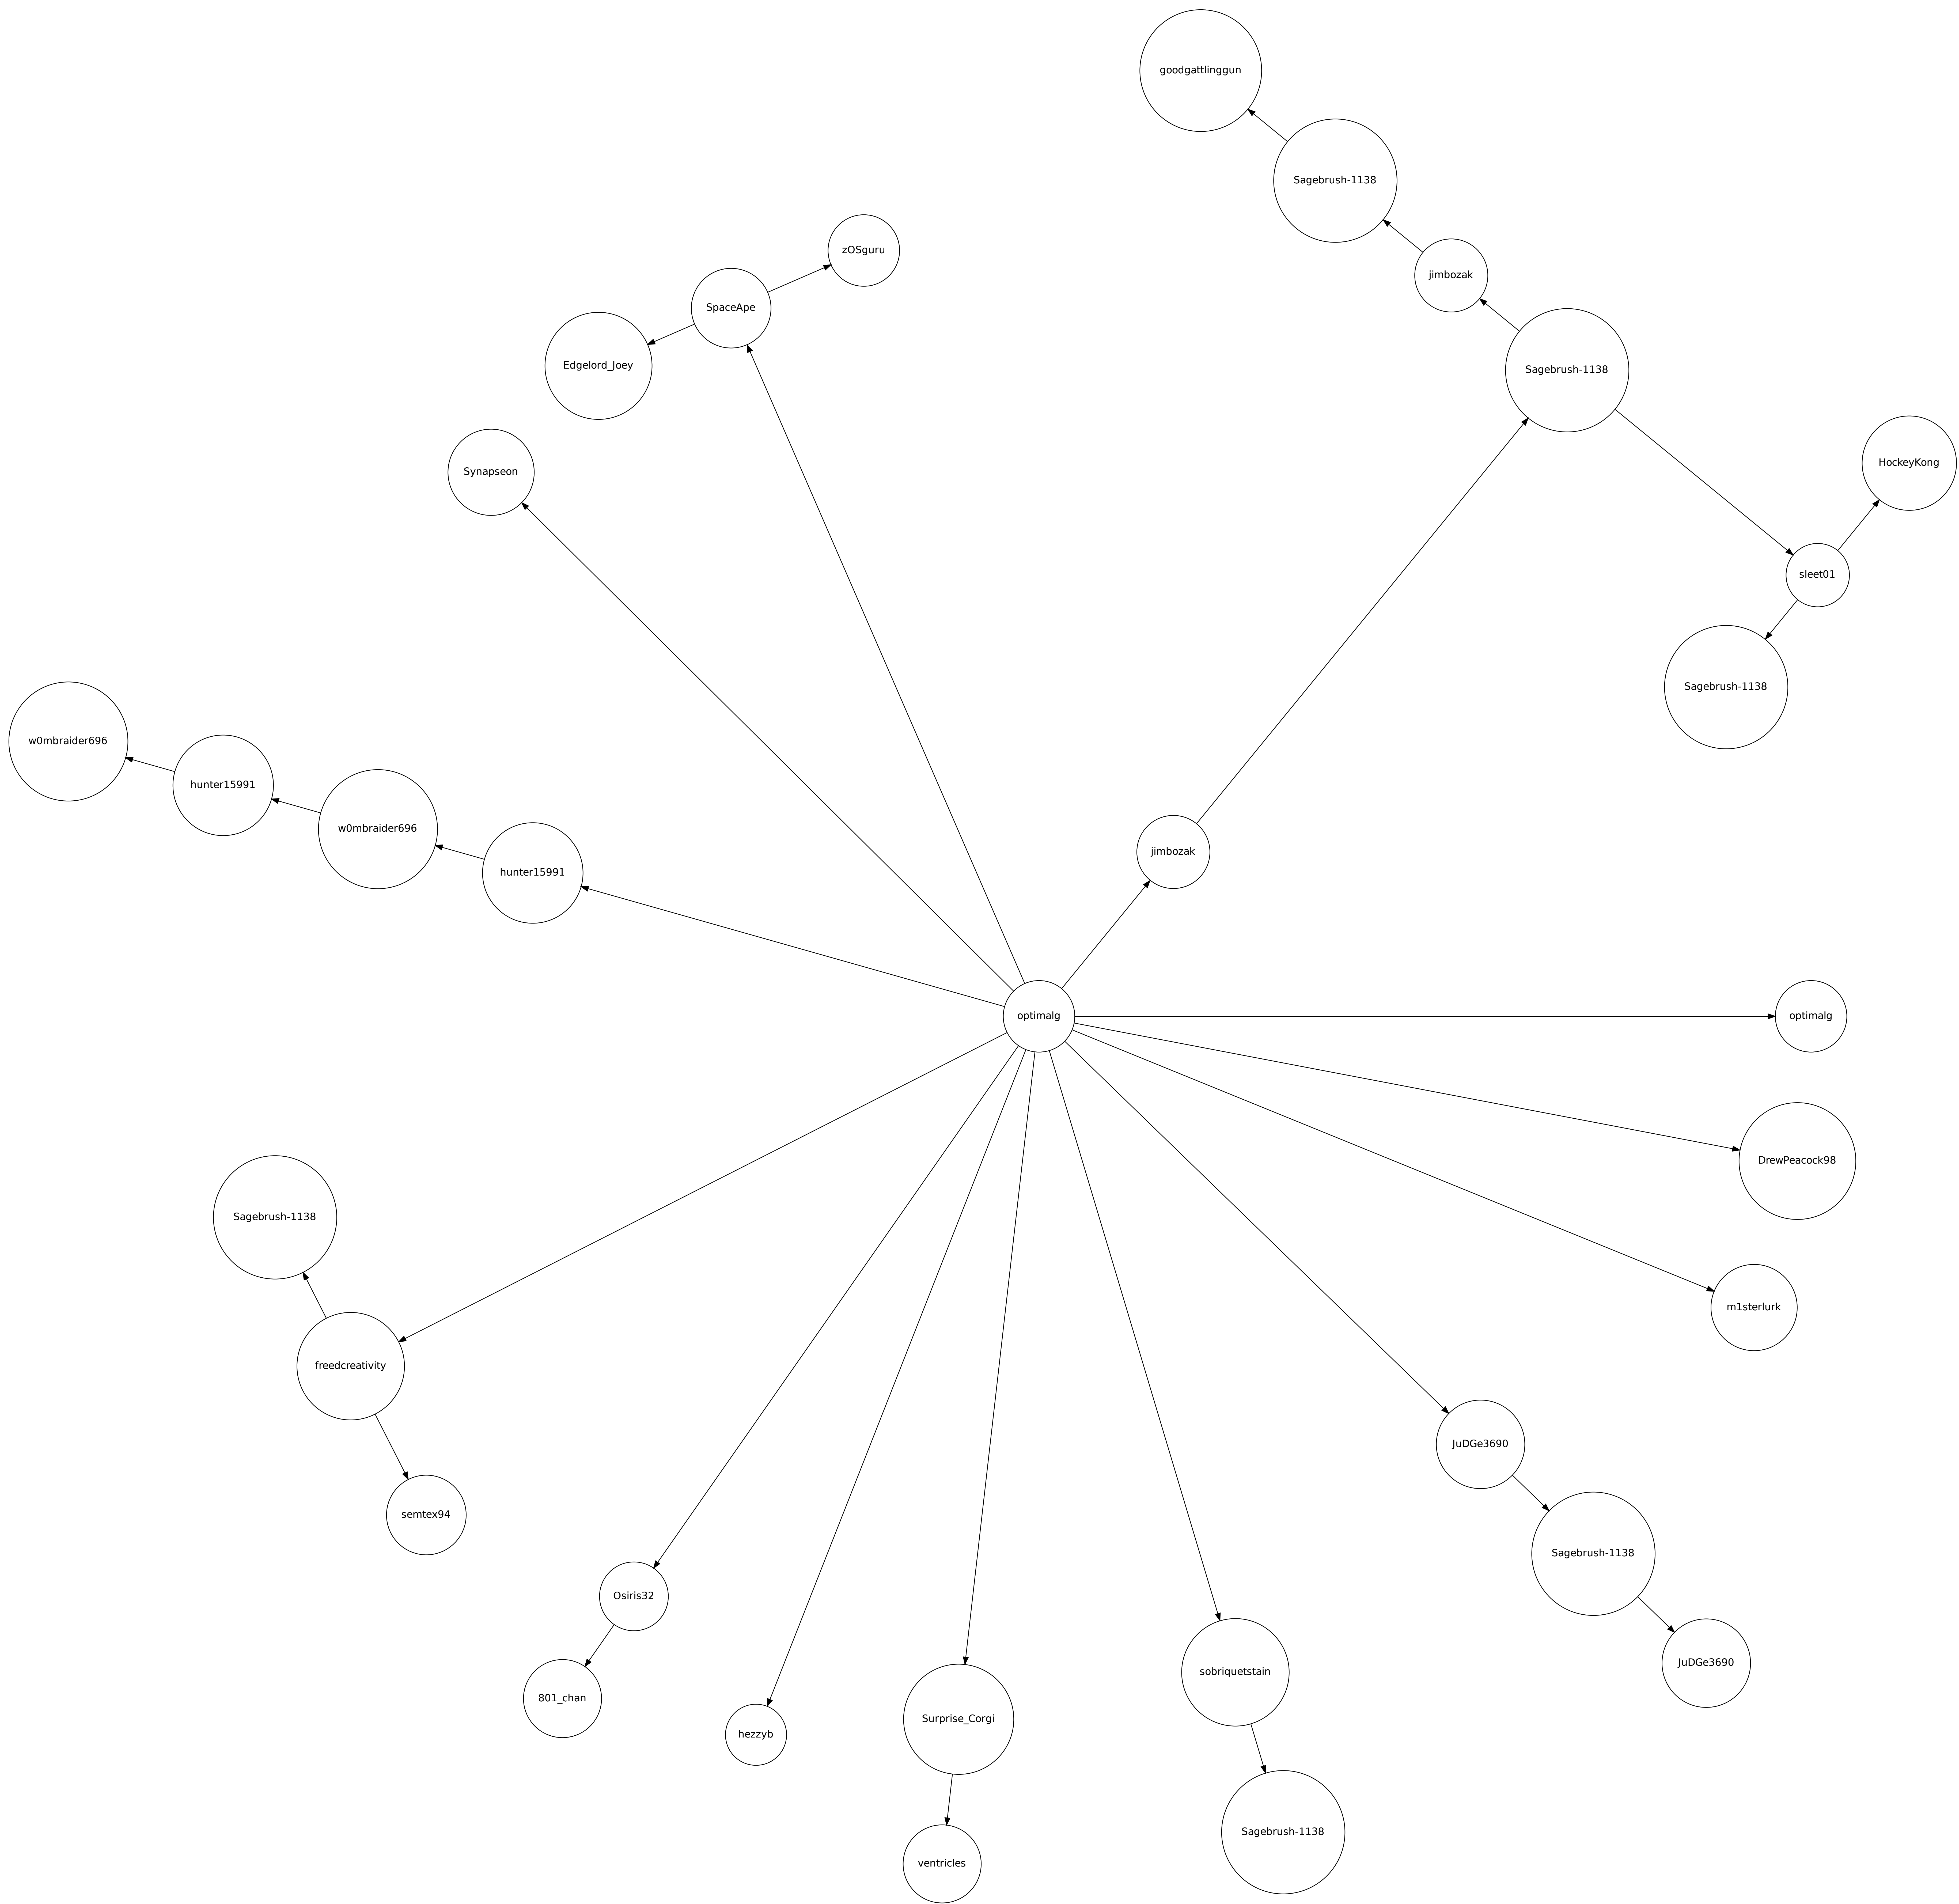 goodgattlinggun
Sagebrush-1138
zOSguru
jimbozak
SpaceApe
Edgelord_Joey
Sagebrush-1138
HockeyKong
Synapseon
sleet01
Sagebrush-1138
w0mbraider696
hunter15991
w0mbraider696
jimbozak
hunter15991
optimalg
optimalg
DrewPeacock98
Sagebrush-1138
m1sterlurk
freedcreativity
JuDGe3690
semtex94
Sagebrush-1138
Osiris32
JuDGe3690
sobriquetstain
801_chan
Surprise_Corgi
hezzyb
Sagebrush-1138
ventricles